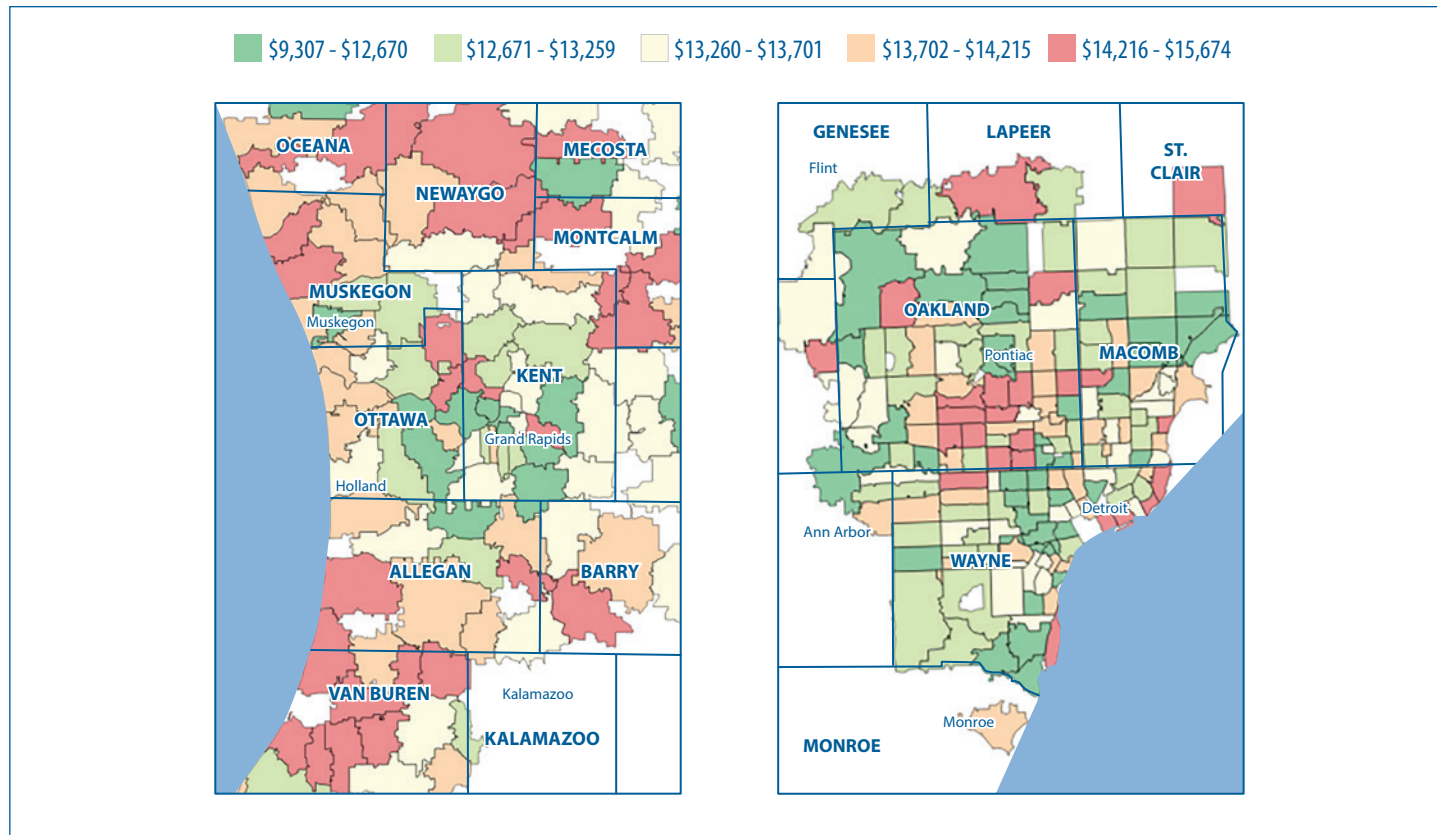 $9,307 - $12,670
$12,671 - $13,259
$13,260 - $13,701
$13,702 - $14,215
$14,216 - $15,674
OCEANA
MECOSTA
NEWAYGO
MONTCALM
MUSKEGON
Muskegon
KENT
OTTAWA
Grand Rapids
Holland
ALLEGAN
BARRY
VAN BUREN
Kalamazoo
KALAMAZOO
GENESEE
LAPEER
ST.
CLAIR
Flint
OAKLAND
Pontiac
MACOMB
Detroit
Ann Arbor
WAYNE
Monroe
MONROE